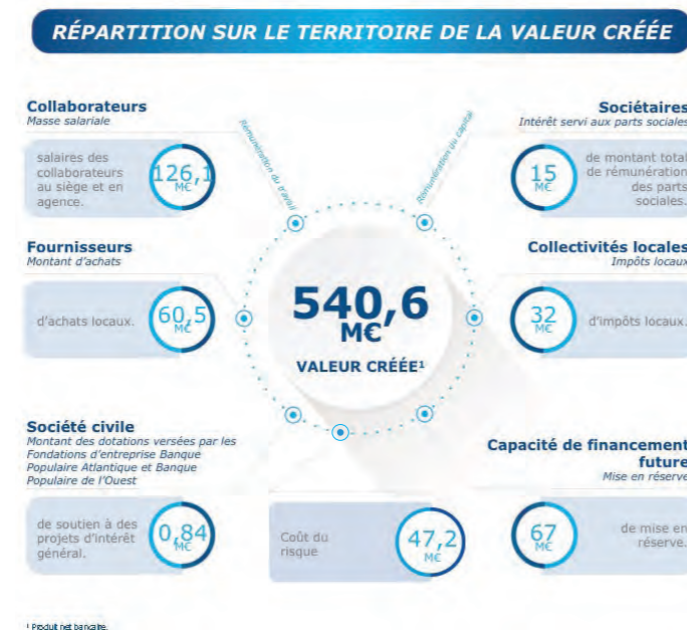 RÉPARTITION SUR LE TERRITOIRE DE LA VALEUR CRÉÉE
Collaborateurs
Masse salariale
salaires des
collaborateurs
au siège et en
agence.
126,1
M€
Rémunération du travail
Rémunération du capital
Sociétaires
Intérêt servi aux parts sociales
15
M€
de montant total
de rémunération
des parts
sociales.
Fournisseurs
Montant d'achats
d'achats locaux.
60,5
M€
540,6
M€
VALEUR CRÉÉE¹
Collectivités locales
Impôts locaux
32
M€
d'impôts locaux.
Société civile
Montant des dotations versées par les
Fondations d'entreprise Banque
Populaire Atlantique et Banque
Populaire de l'Ouest
de soutien à des
projets d'intérêt
général.
0,84
M€
Coût du
risque
47,2
M€
Capacité de financement
future
Mise en réserve
67
M€
de mise en
réserve.
¹ Produit net bancaire.